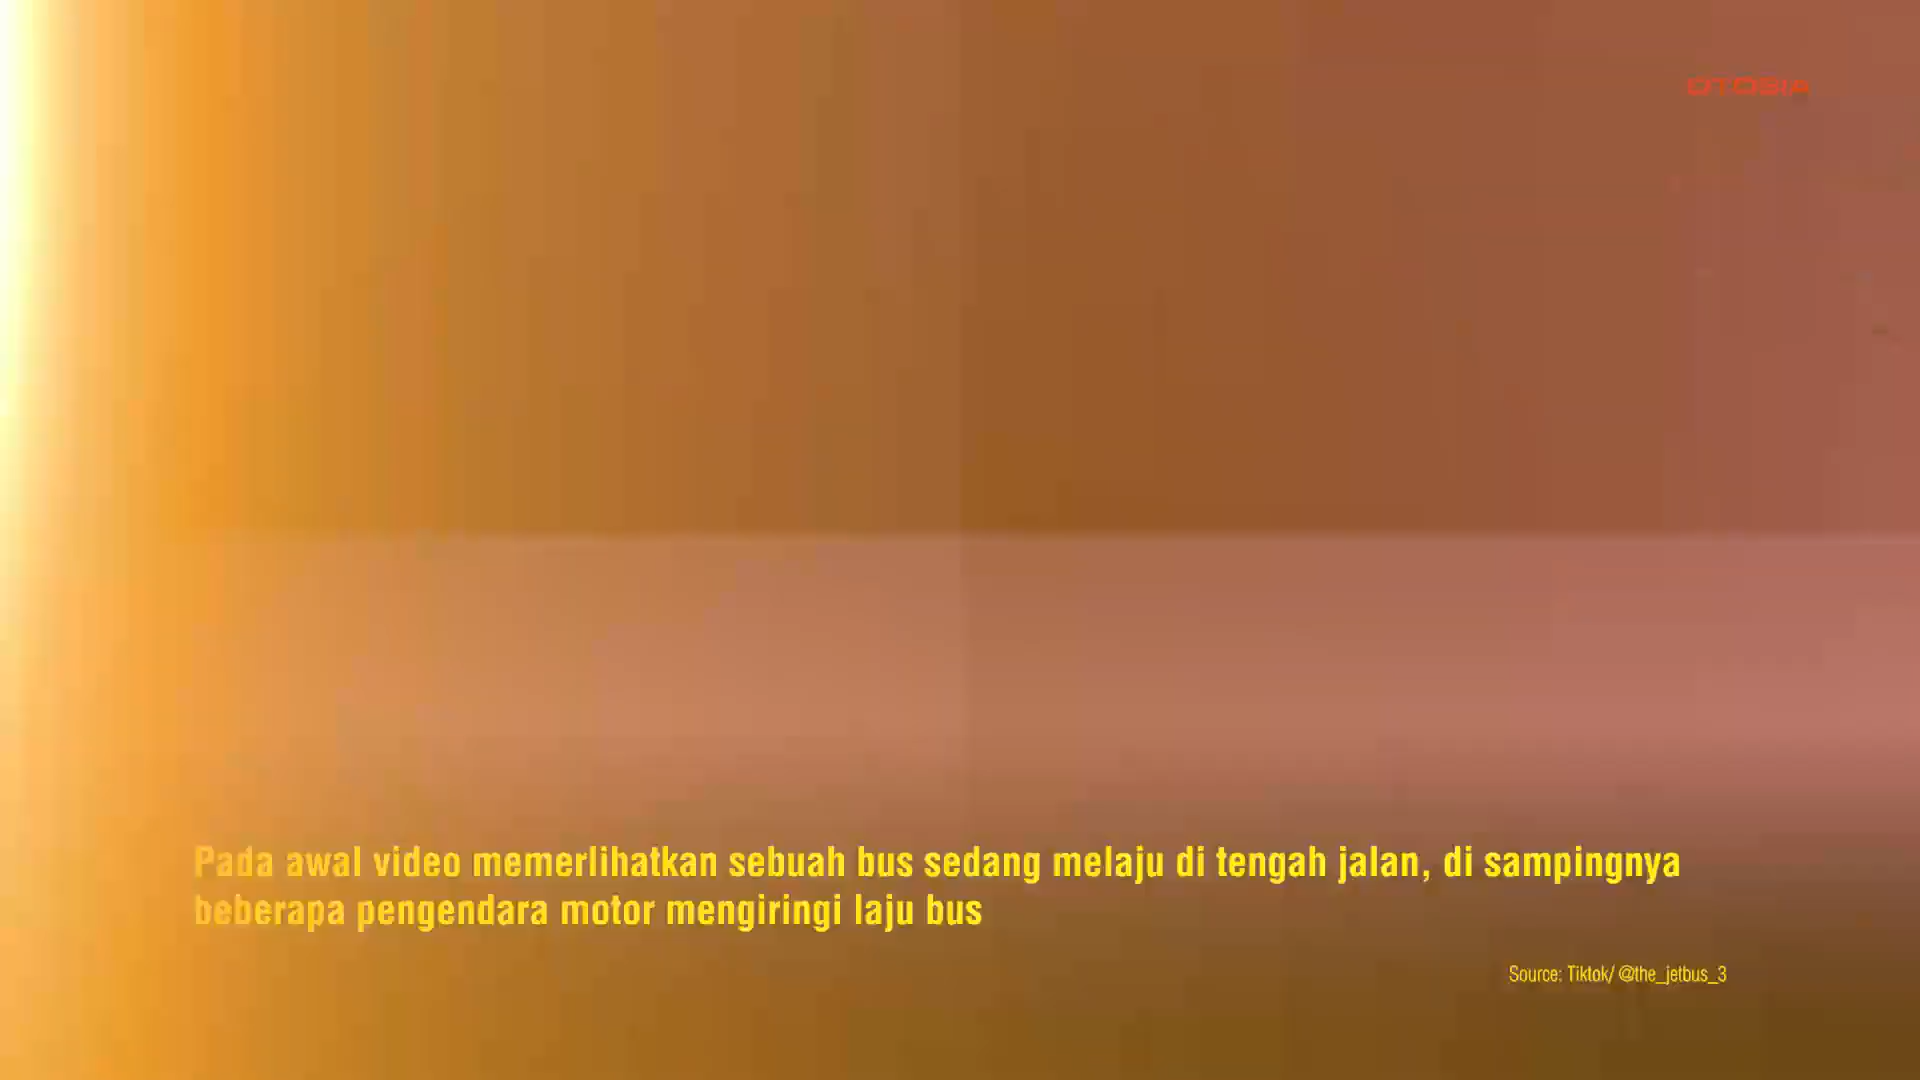 OTOSIA
Pada awal video memerlihatkan sebuah bus sedang melaju di tengah jalan, di sampingnya
beberapa pengendara motor mengiringi laju bus
Source: Tiktok/ @the_jetbus_3